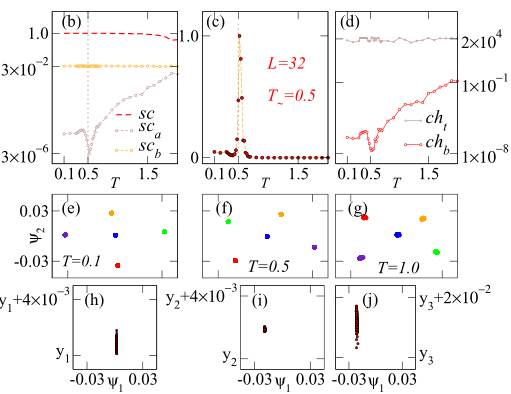 (b) (c) (d)
1.0 1.0 2×10⁴
3×10⁻² L=32 1×10⁻¹
T~=0.5
sc ch_t
sc_a ch_b
sc_b
3×10⁻⁶ 0 1×10⁻⁸
0.1 0.5 T 1.5 0.1 0.5 T 1.5 0.1 0.5 T 1.5
(e) (f) (g)
0.03
ψ₂
-0.03 T=0.1 T=0.5 T=1.0
y₁+4×10⁻³ (h) y₂+4×10⁻³ (i) (j) y₃+2×10⁻²
y₁ y₂ y₃
-0.03 ψ₁ 0.03 -0.03 ψ₁ 0.03 -0.03 ψ₁ 0.03